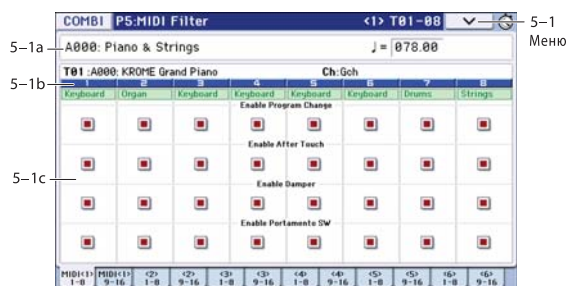 COMBI P5:MIDI Filter <1> T01-08
5–1
Меню
5–1a
A000: Piano & Strings ♩= 078.00
T01 :A000: KROME Grand Piano Ch:Gch
5–1b
1 2 3 4 5 6 7 8
Keyboard Organ Keyboard Keyboard Keyboard Keyboard Drums Strings
Enable Program Change
Enable After Touch
5–1c
Enable Damper
Enable Portamento SW
MIDI<1> 1-8 MIDI<1> 9-16 <2> 1-8 <2> 9-16 <3> 1-8 <3> 9-16 <4> 1-8 <4> 9-16 <5> 1-8 <5> 9-16 <6> 1-8 <6> 9-16